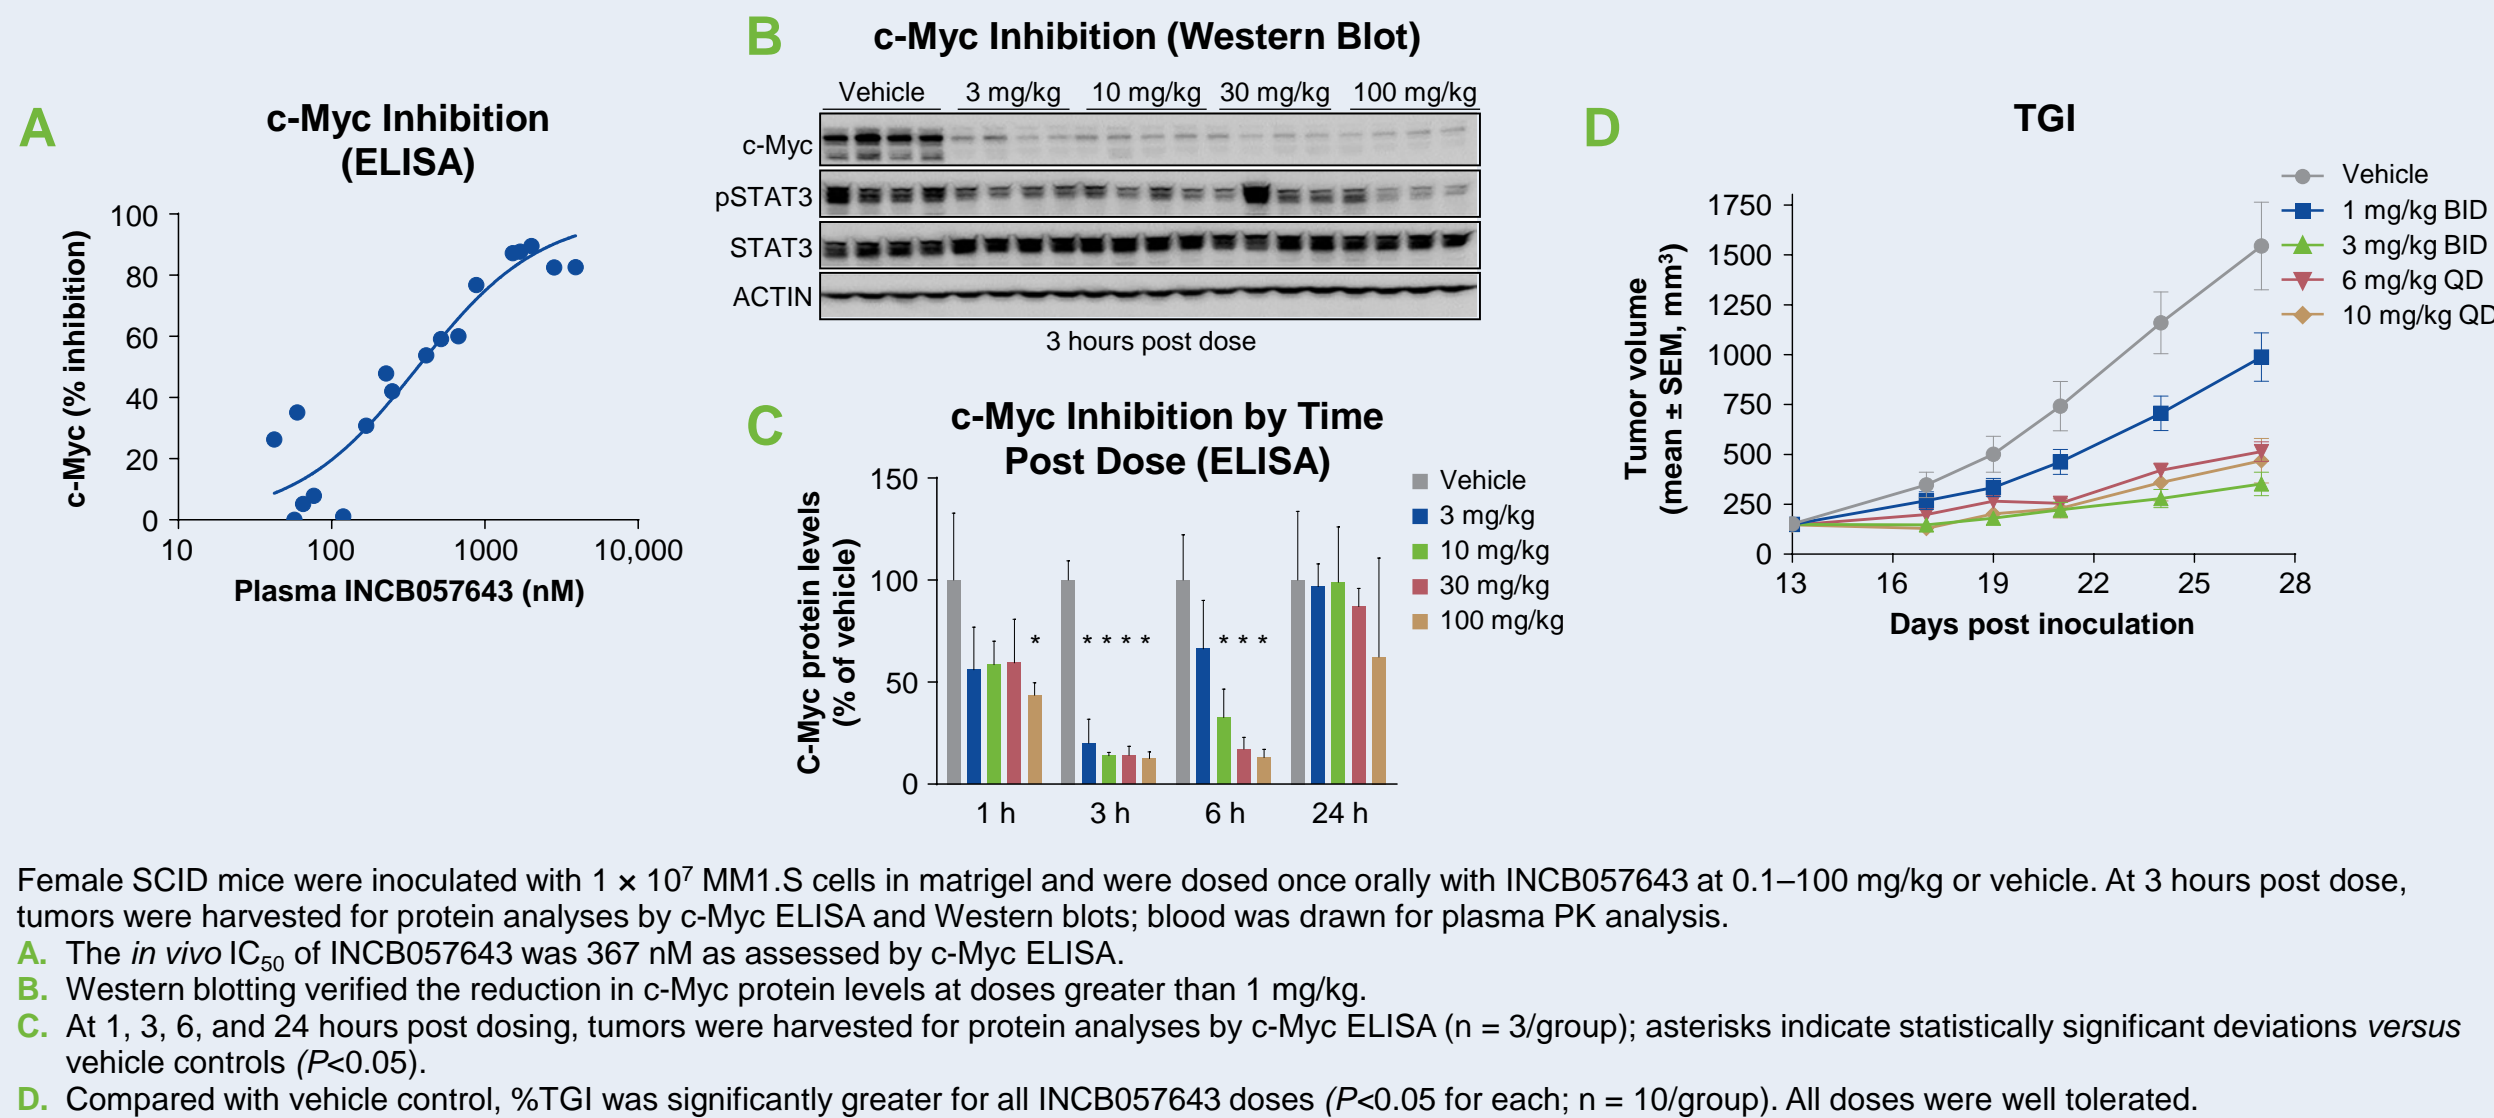 A
c-Myc Inhibition
(ELISA)
c-Myc (% inhibition)
100
80
60
40
20
0
10
100
1000
10,000
Plasma INCB057643 (nM)
B
c-Myc Inhibition (Western Blot)
Vehicle
3 mg/kg
10 mg/kg
30 mg/kg
100 mg/kg
c-Myc
pSTAT3
STAT3
ACTIN
3 hours post dose
C
c-Myc Inhibition by Time
Post Dose (ELISA)
C-Myc protein levels
(% of vehicle)
150
100
50
0
* 
* * * *
* * *
1 h
3 h
6 h
24 h
Vehicle
3 mg/kg
10 mg/kg
30 mg/kg
100 mg/kg
D
TGI
Tumor volume
(mean ± SEM, mm³)
1750
1500
1250
1000
750
500
250
0
13
16
19
22
25
28
Days post inoculation
Vehicle
1 mg/kg BID
3 mg/kg BID
6 mg/kg QD
10 mg/kg QD
Female SCID mice were inoculated with 1 × 10⁷ MM1.S cells in matrigel and were dosed once orally with INCB057643 at 0.1–100 mg/kg or vehicle. At 3 hours post dose,
tumors were harvested for protein analyses by c-Myc ELISA and Western blots; blood was drawn for plasma PK analysis.
A. The in vivo IC₅₀ of INCB057643 was 367 nM as assessed by c-Myc ELISA.
B. Western blotting verified the reduction in c-Myc protein levels at doses greater than 1 mg/kg.
C. At 1, 3, 6, and 24 hours post dosing, tumors were harvested for protein analyses by c-Myc ELISA (n = 3/group); asterisks indicate statistically significant deviations versus
vehicle controls (P<0.05).
D. Compared with vehicle control, %TGI was significantly greater for all INCB057643 doses (P<0.05 for each; n = 10/group). All doses were well tolerated.